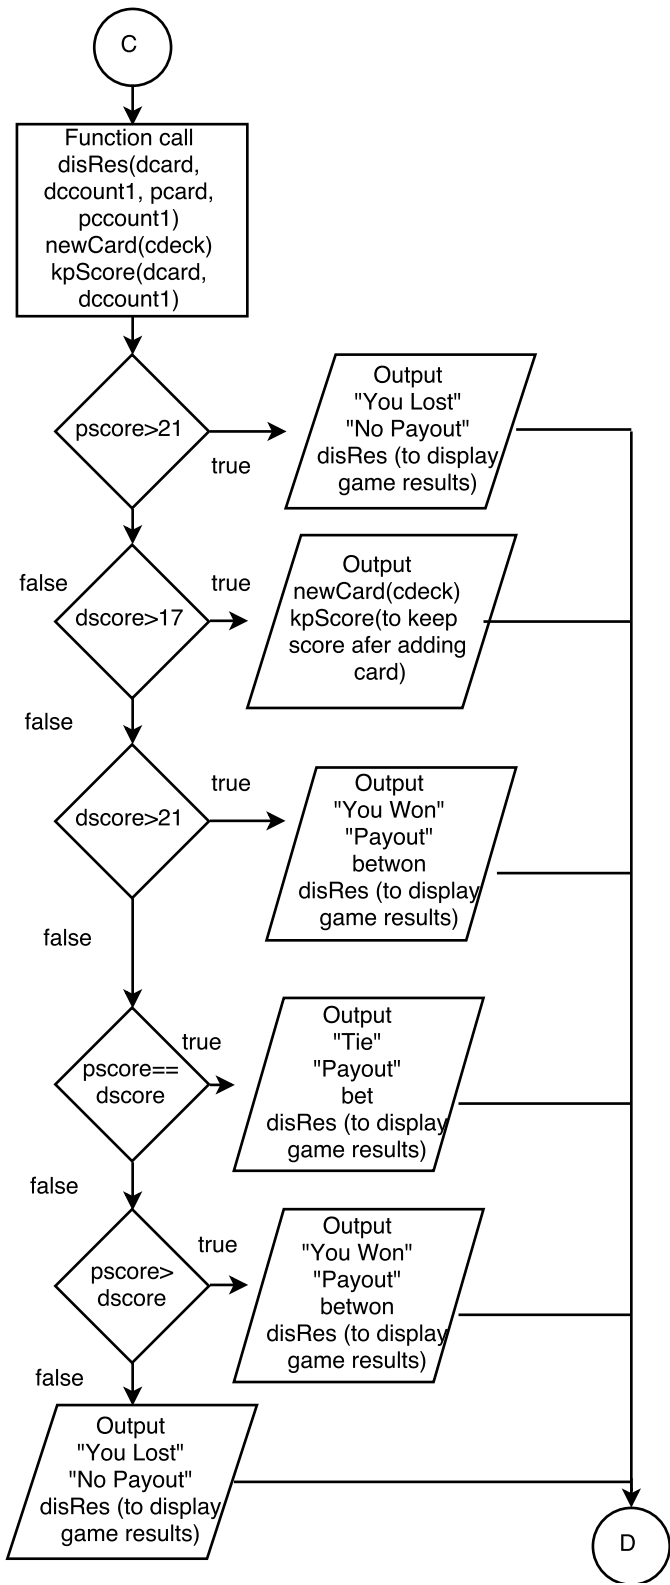 C
Function call
disRes(dcard,
dccount1, pcard,
pccount1)
newCard(cdeck)
kpScore(dcard,
dccount1)
pscore>21
true
Output
"You Lost"
"No Payout"
disRes (to display
game results)
false
dscore>17
true
Output
newCard(cdeck)
kpScore(to keep
score afer adding
card)
false
dscore>21
true
Output
"You Won"
"Payout"
betwon
disRes (to display
game results)
false
pscore==
dscore
true
Output
"Tie"
"Payout"
bet
disRes (to display
game results)
false
pscore>
dscore
true
Output
"You Won"
"Payout"
betwon
disRes (to display
game results)
false
Output
"You Lost"
"No Payout"
disRes (to display
game results)
D